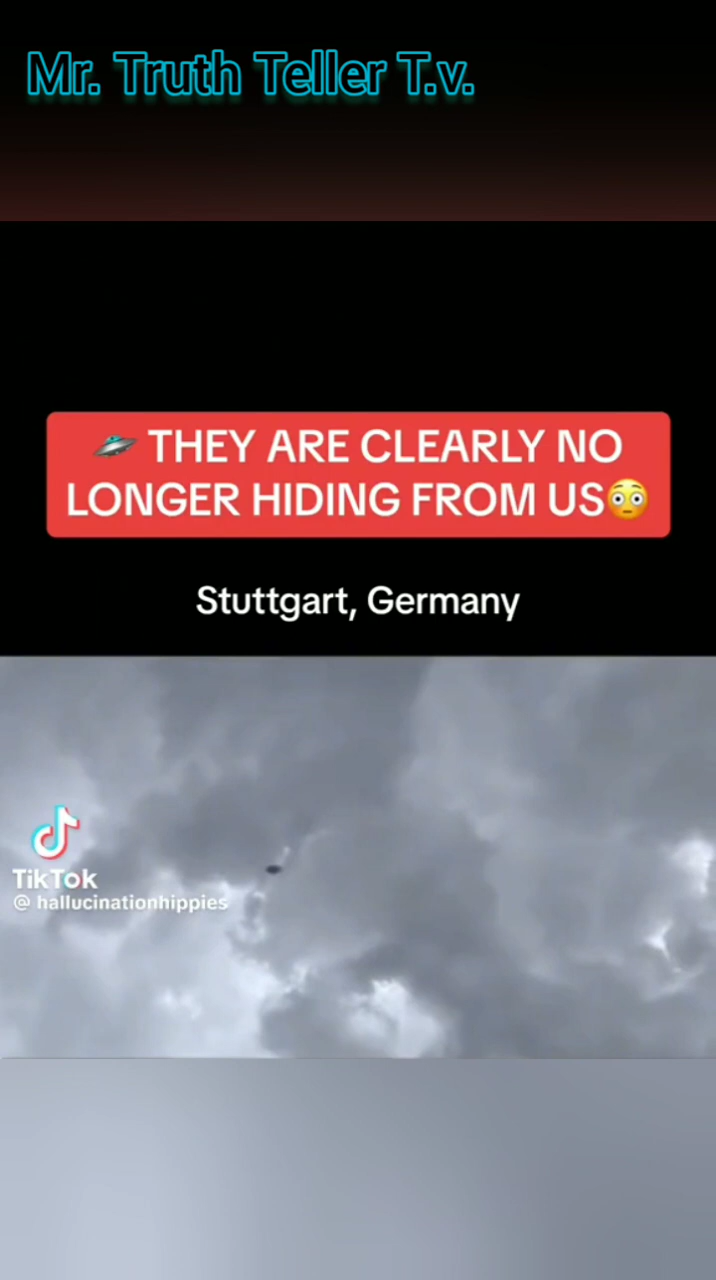 Mr. Truth Teller T.v.
🛸 THEY ARE CLEARLY NO
LONGER HIDING FROM US😳
Stuttgart, Germany
TikTok
@ hallucinationhippies